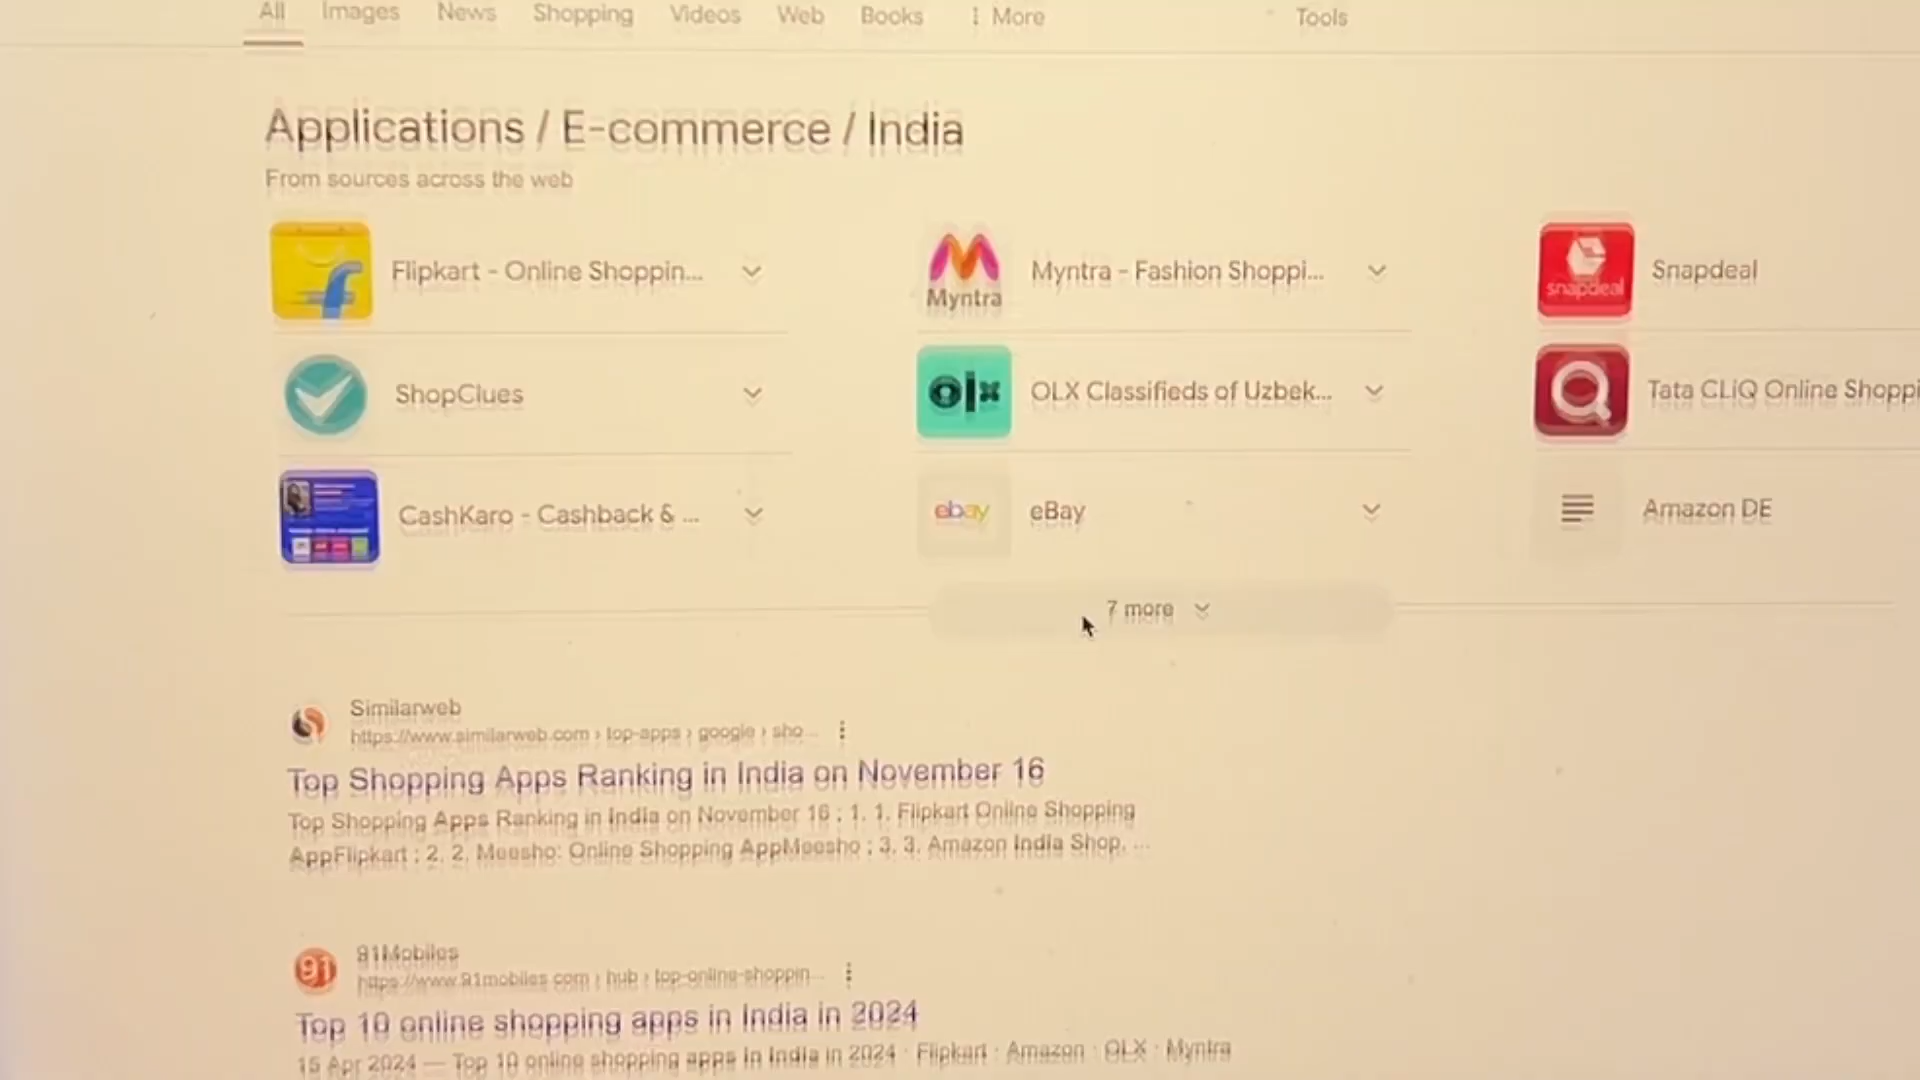 All Images News Shopping Videos Web Books More Tools
Applications / E-commerce / India
From sources across the web
Flipkart - Online Shoppin...
Myntra
Myntra - Fashion Shoppi...
snapdeal
Snapdeal
ShopClues
olx
OLX Classifieds of Uzbek...
Tata CLiQ Online Shoppi
CashKaro - Cashback & ...
ebay
eBay
Amazon DE
7 more
Similarweb
https://www.similarweb.com › top-apps › google › sho...
Top Shopping Apps Ranking in India on November 16
Top Shopping Apps Ranking in India on November 16 ; 1. 1. Flipkart Online Shopping
AppFlipkart ; 2. 2. Meesho: Online Shopping AppMeesho ; 3. 3. Amazon India Shop, ...
91
91Mobiles
https://www.91mobiles.com › hub › top-online-shoppin...
Top 10 online shopping apps in India in 2024
15 Apr 2024 — Top 10 online shopping apps in India in 2024 · Flipkart · Amazon · OLX · Myntra